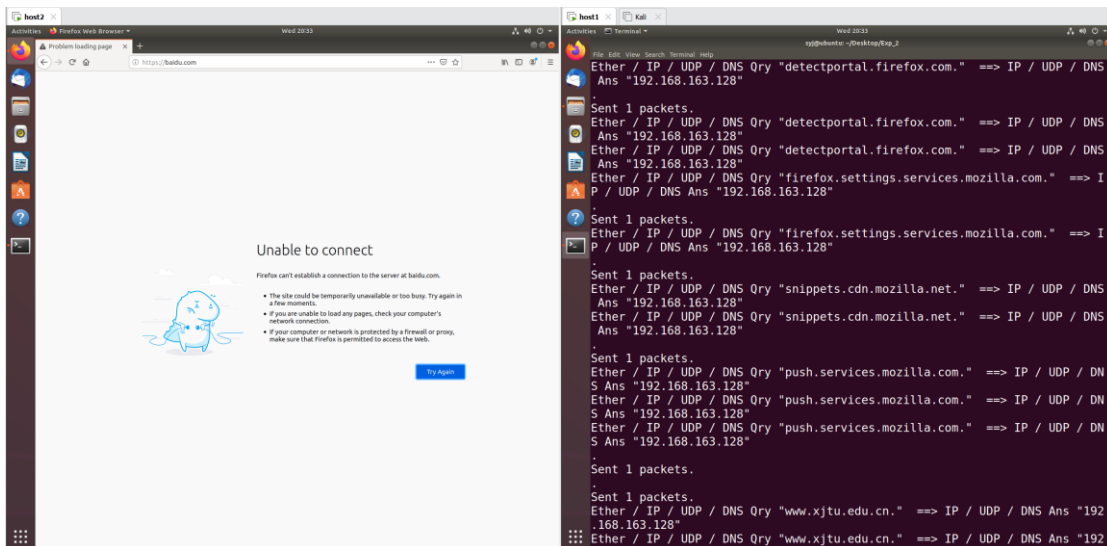 host2 ×
Activities Firefox Web Browser ▾ Wed 20:33
Problem loading page × +
https://baidu.com
Unable to connect
Firefox can't establish a connection to the server at baidu.com.
• The site could be temporarily unavailable or too busy. Try again in
a few moments.
• If you are unable to load any pages, check your computer's
network connection.
• If your computer or network is protected by a firewall or proxy,
make sure that Firefox is permitted to access the Web.
Try Again
host1 × Kali ×
Activities Terminal ▾ Wed 20:33
syj@ubuntu: ~/Desktop/Exp_2
File Edit View Search Terminal Help
Ether / IP / UDP / DNS Qry "detectportal.firefox.com." ==> IP / UDP / DNS
Ans "192.168.163.128"
.
Sent 1 packets.
Ether / IP / UDP / DNS Qry "detectportal.firefox.com." ==> IP / UDP / DNS
Ans "192.168.163.128"
Ether / IP / UDP / DNS Qry "detectportal.firefox.com." ==> IP / UDP / DNS
Ans "192.168.163.128"
Ether / IP / UDP / DNS Qry "firefox.settings.services.mozilla.com." ==> I
P / UDP / DNS Ans "192.168.163.128"
.
Sent 1 packets.
Ether / IP / UDP / DNS Qry "firefox.settings.services.mozilla.com." ==> I
P / UDP / DNS Ans "192.168.163.128"
.
Sent 1 packets.
Ether / IP / UDP / DNS Qry "snippets.cdn.mozilla.net." ==> IP / UDP / DNS
Ans "192.168.163.128"
Ether / IP / UDP / DNS Qry "snippets.cdn.mozilla.net." ==> IP / UDP / DNS
Ans "192.168.163.128"
.
Sent 1 packets.
Ether / IP / UDP / DNS Qry "push.services.mozilla.com." ==> IP / UDP / DN
S Ans "192.168.163.128"
Ether / IP / UDP / DNS Qry "push.services.mozilla.com." ==> IP / UDP / DN
S Ans "192.168.163.128"
Ether / IP / UDP / DNS Qry "push.services.mozilla.com." ==> IP / UDP / DN
S Ans "192.168.163.128"
.
Sent 1 packets.
.
Sent 1 packets.
Ether / IP / UDP / DNS Qry "www.xjtu.edu.cn." ==> IP / UDP / DNS Ans "192
.168.163.128"
Ether / IP / UDP / DNS Qry "www.xjtu.edu.cn." ==> IP / UDP / DNS Ans "192